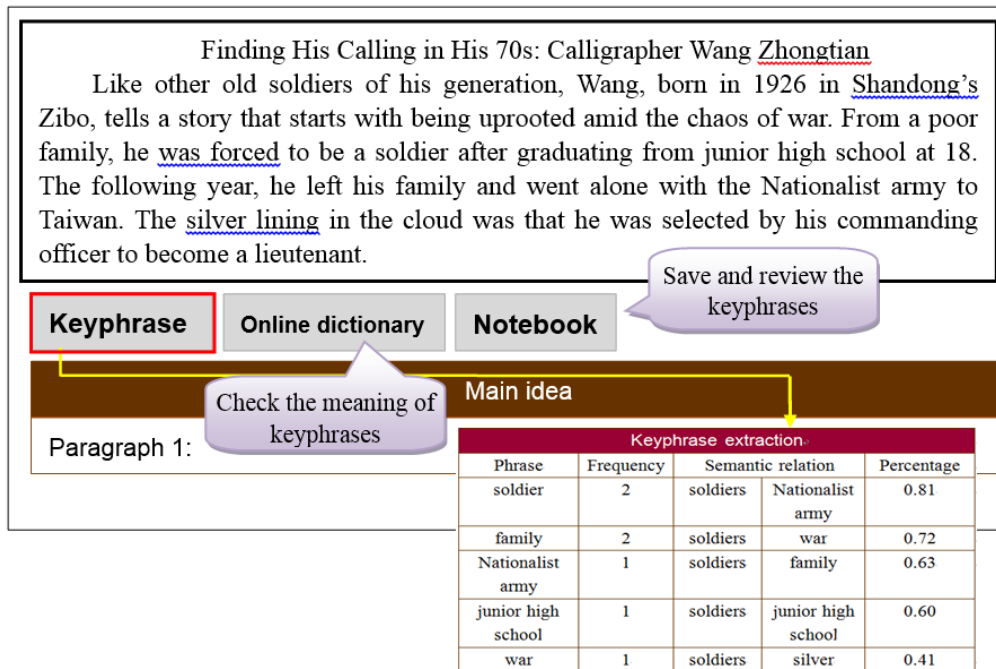 Finding His Calling in His 70s: Calligrapher Wang Zhongtian
Like other old soldiers of his generation, Wang, born in 1926 in Shandong's
Zibo, tells a story that starts with being uprooted amid the chaos of war. From a poor
family, he was forced to be a soldier after graduating from junior high school at 18.
The following year, he left his family and went alone with the Nationalist army to
Taiwan. The silver lining in the cloud was that he was selected by his commanding
officer to become a lieutenant.
Save and review the
keyphrases
Keyphrase Online dictionary Notebook
Check the meaning of
keyphrases
Main idea
Paragraph 1:
Keyphrase extraction
Phrase Frequency Semantic relation Percentage
soldier 2 soldiers Nationalist 0.81
army
family 2 soldiers war 0.72
Nationalist 1 soldiers family 0.63
army
junior high 1 soldiers junior high 0.60
school school
war 1 soldiers silver 0.41